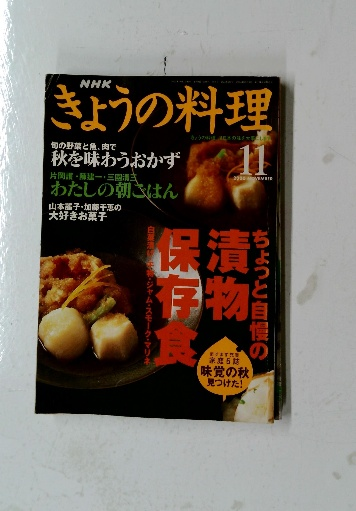 NHK
きょうの料理
旬の野菜と魚、肉で
秋を味わうおかず
11
片岡護・陳建一・三國清三
わたしの朝ごはん
山本麗子・加藤千恵の
大好きお菓子
ちょっと自慢の
漬物
保存食
家庭
味覚の秋
見つけた!